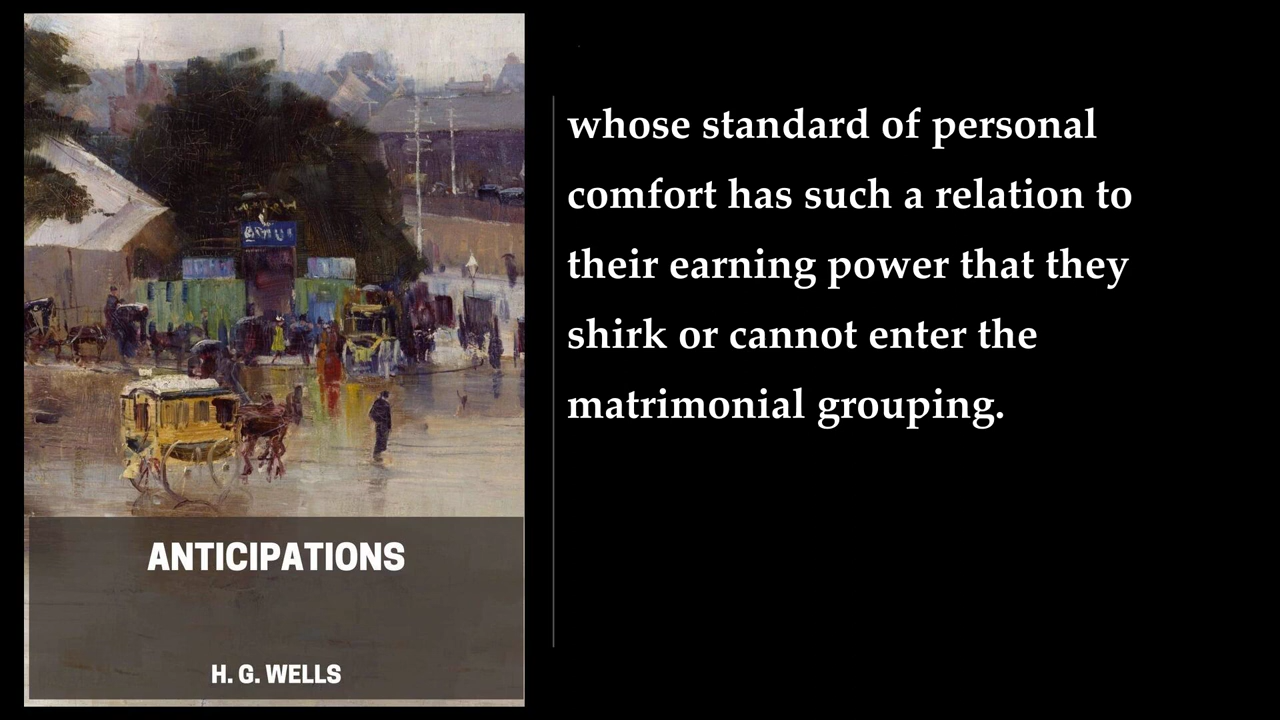 ANTICIPATIONS
H. G. WELLS
whose standard of personal
comfort has such a relation to
their earning power that they
shirk or cannot enter the
matrimonial grouping.